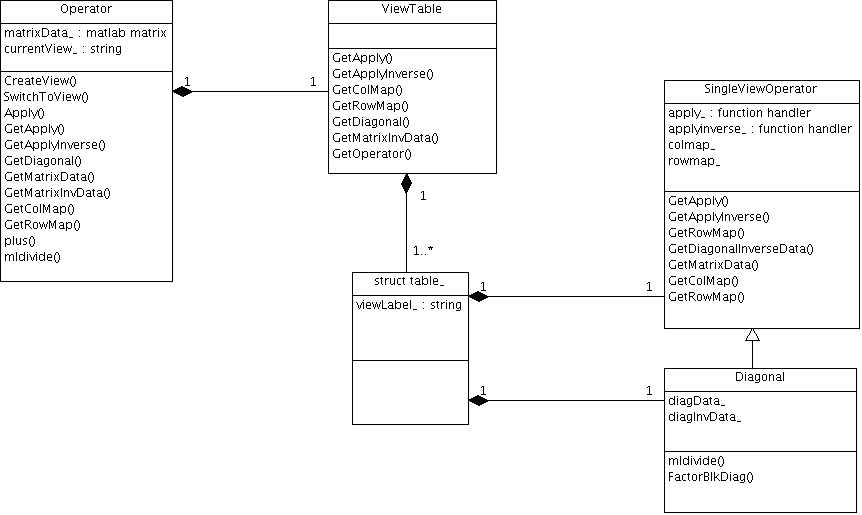 Operator
matrixData_ : matlab matrix
currentView_ : string
CreateView()
SwitchToView()
Apply()
GetApply()
GetApplyInverse()
GetDiagonal()
GetMatrixData()
GetMatrixInvData()
GetColMap()
GetRowMap()
plus()
mldivide()
1
1
ViewTable
GetApply()
GetApplyInverse()
GetColMap()
GetRowMap()
GetDiagonal()
GetMatrixInvData()
GetOperator()
1
1..*
struct table_
viewLabel_ : string
1
1
1
1
SingleViewOperator
apply_ : function handler
applyinverse_ : function handler
colmap_
rowmap_
GetApply()
GetApplyInverse()
GetRowMap()
GetDiagonalInverseData()
GetMatrixData()
GetColMap()
GetRowMap()
Diagonal
diagData_
diagInvData_
mldivide()
FactorBlkDiag()